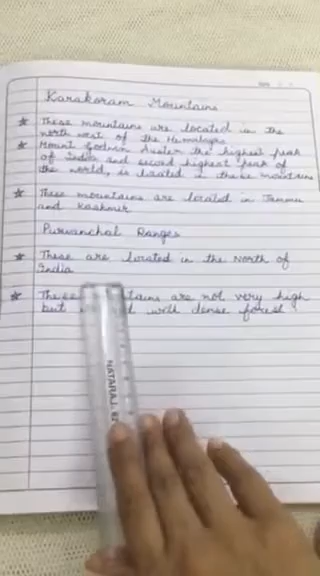 Karakoram Mountains
★ These mountains are located in the
north west of the Himalayas
★ Mount Godwin Austen the highest peak
of India and second highest peak of
the world, is located in these mountains
★ These mountains are located in Jammu
and Kashmir
Purvanchal Ranges
★ These are located in the North of
India
★ These tains are not very high
but d with dense forest
NATARAJ